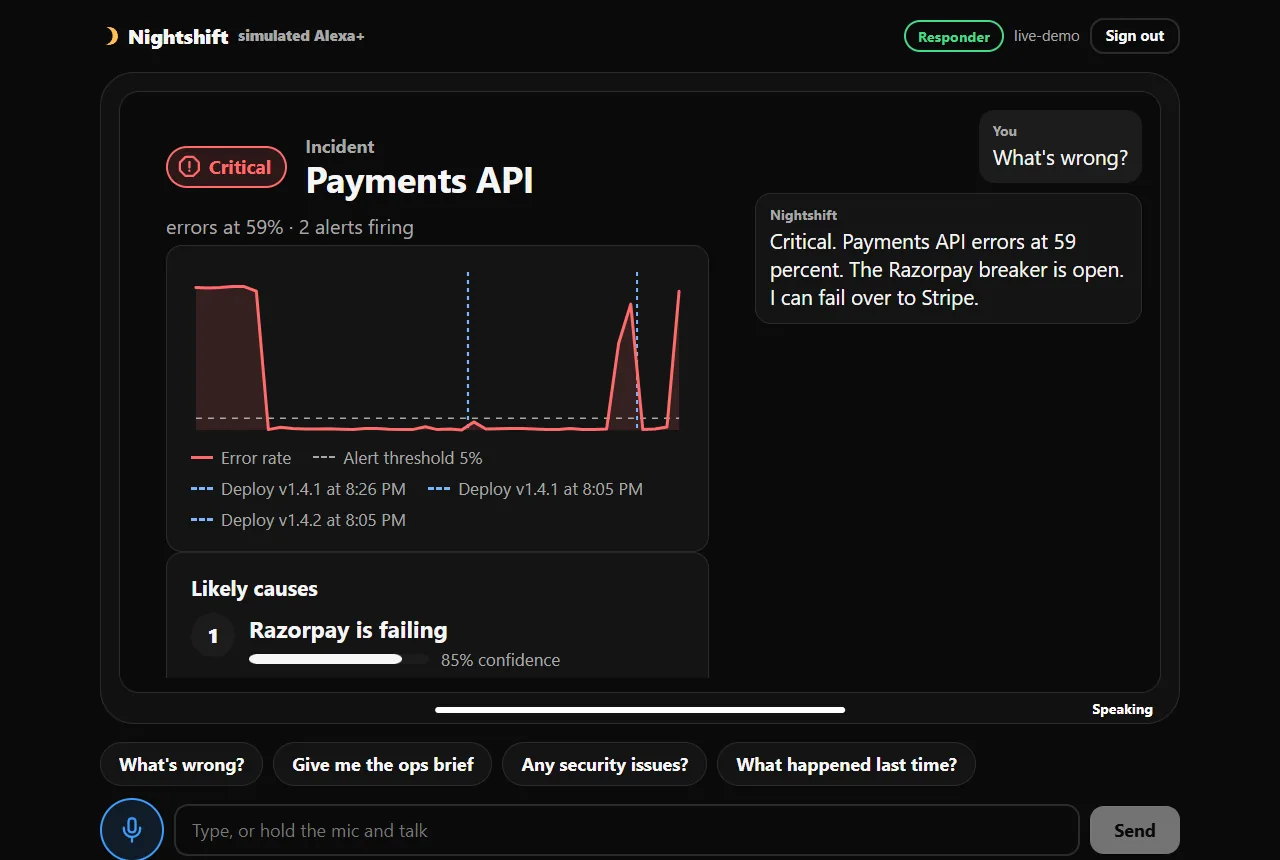 Nightshift simulated Alexa+
Responder live-demo Sign out
Critical
Incident
Payments API
errors at 59% · 2 alerts firing
Error rate Alert threshold 5%
Deploy v1.4.1 at 8:26 PM Deploy v1.4.1 at 8:05 PM
Deploy v1.4.2 at 8:05 PM
Likely causes
1 Razorpay is failing
85% confidence
You
What's wrong?
Nightshift
Critical. Payments API errors at 59
percent. The Razorpay breaker is open.
I can fail over to Stripe.
Speaking
What's wrong? Give me the ops brief Any security issues? What happened last time?
Type, or hold the mic and talk Send